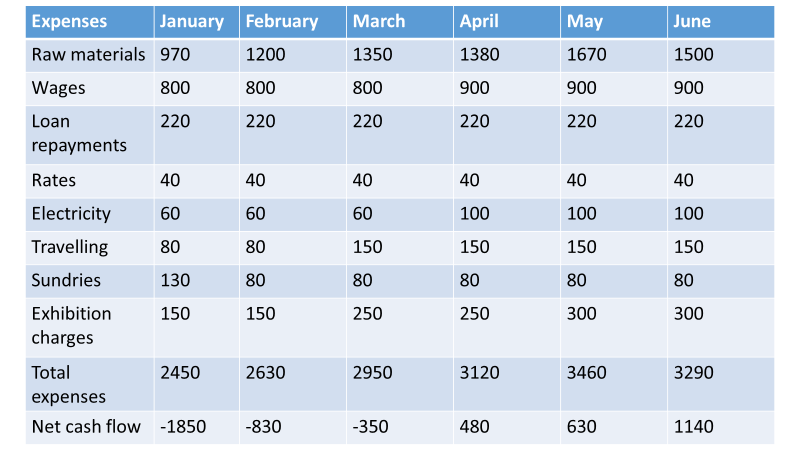 Expenses January February March April May June
Raw materials 970 1200 1350 1380 1670 1500
Wages 800 800 800 900 900 900
Loan 220 220 220 220 220 220
repayments
Rates 40 40 40 40 40 40
Electricity 60 60 60 100 100 100
Travelling 80 80 150 150 150 150
Sundries 130 80 80 80 80 80
Exhibition 150 150 250 250 300 300
charges
Total 2450 2630 2950 3120 3460 3290
expenses
Net cash flow -1850 -830 -350 480 630 1140